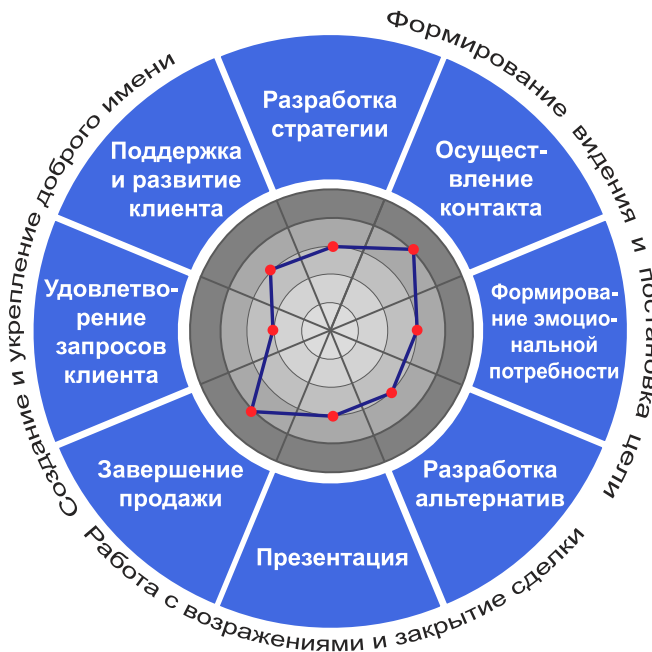 Формирование видения и постановка цели
Работа с возражениями и закрытие сделки
Создание и укрепление доброго имени
Разработка
стратегии
Осущест-
вление
контакта
Формирова-
ние эмоцио-
нальной
потребности
Разработка
альтернатив
Презентация
Завершение
продажи
Удовлетво-
рение
запросов
клиента
Поддержка
и развитие
клиента